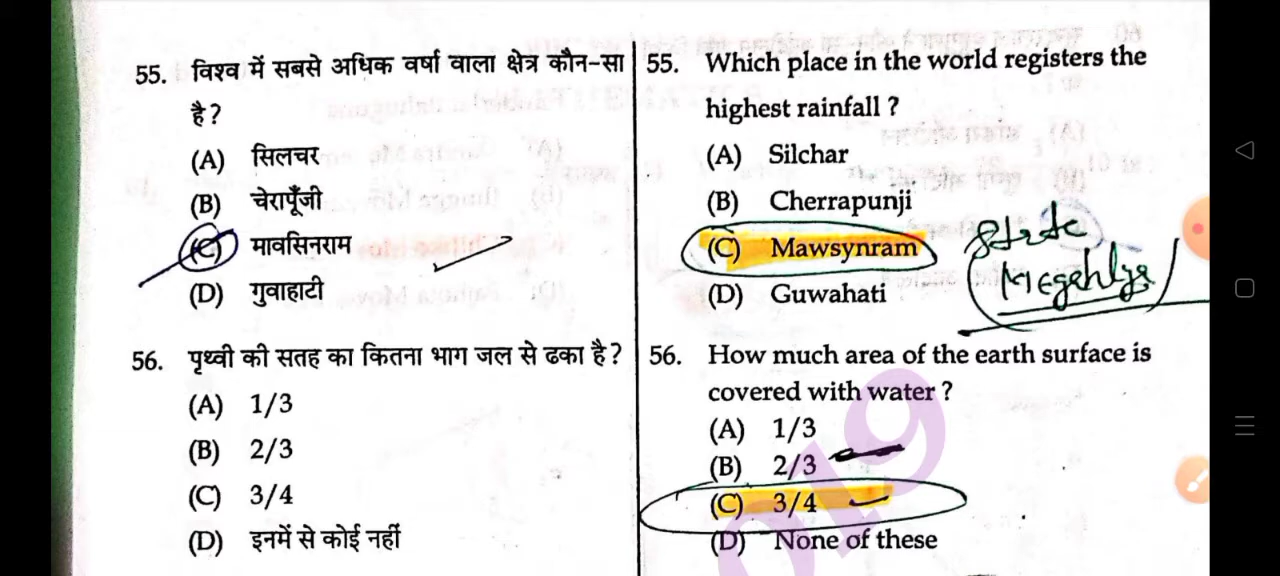 55. विश्व में सबसे अधिक वर्षा वाला क्षेत्र कौन-सा
है ?
(A) सिलचर
(B) चेरापूँजी
(C) मावसिनराम
(D) गुवाहाटी
56. पृथ्वी की सतह का कितना भाग जल से ढका है ?
(A) 1/3
(B) 2/3
(C) 3/4
(D) इनमें से कोई नहीं
55. Which place in the world registers the
highest rainfall ?
(A) Silchar
(B) Cherrapunji
(C) Mawsynram
(D) Guwahati
State
56. How much area of the earth surface is
covered with water ?
(A) 1/3
(B) 2/3
(C) 3/4
(D) None of these